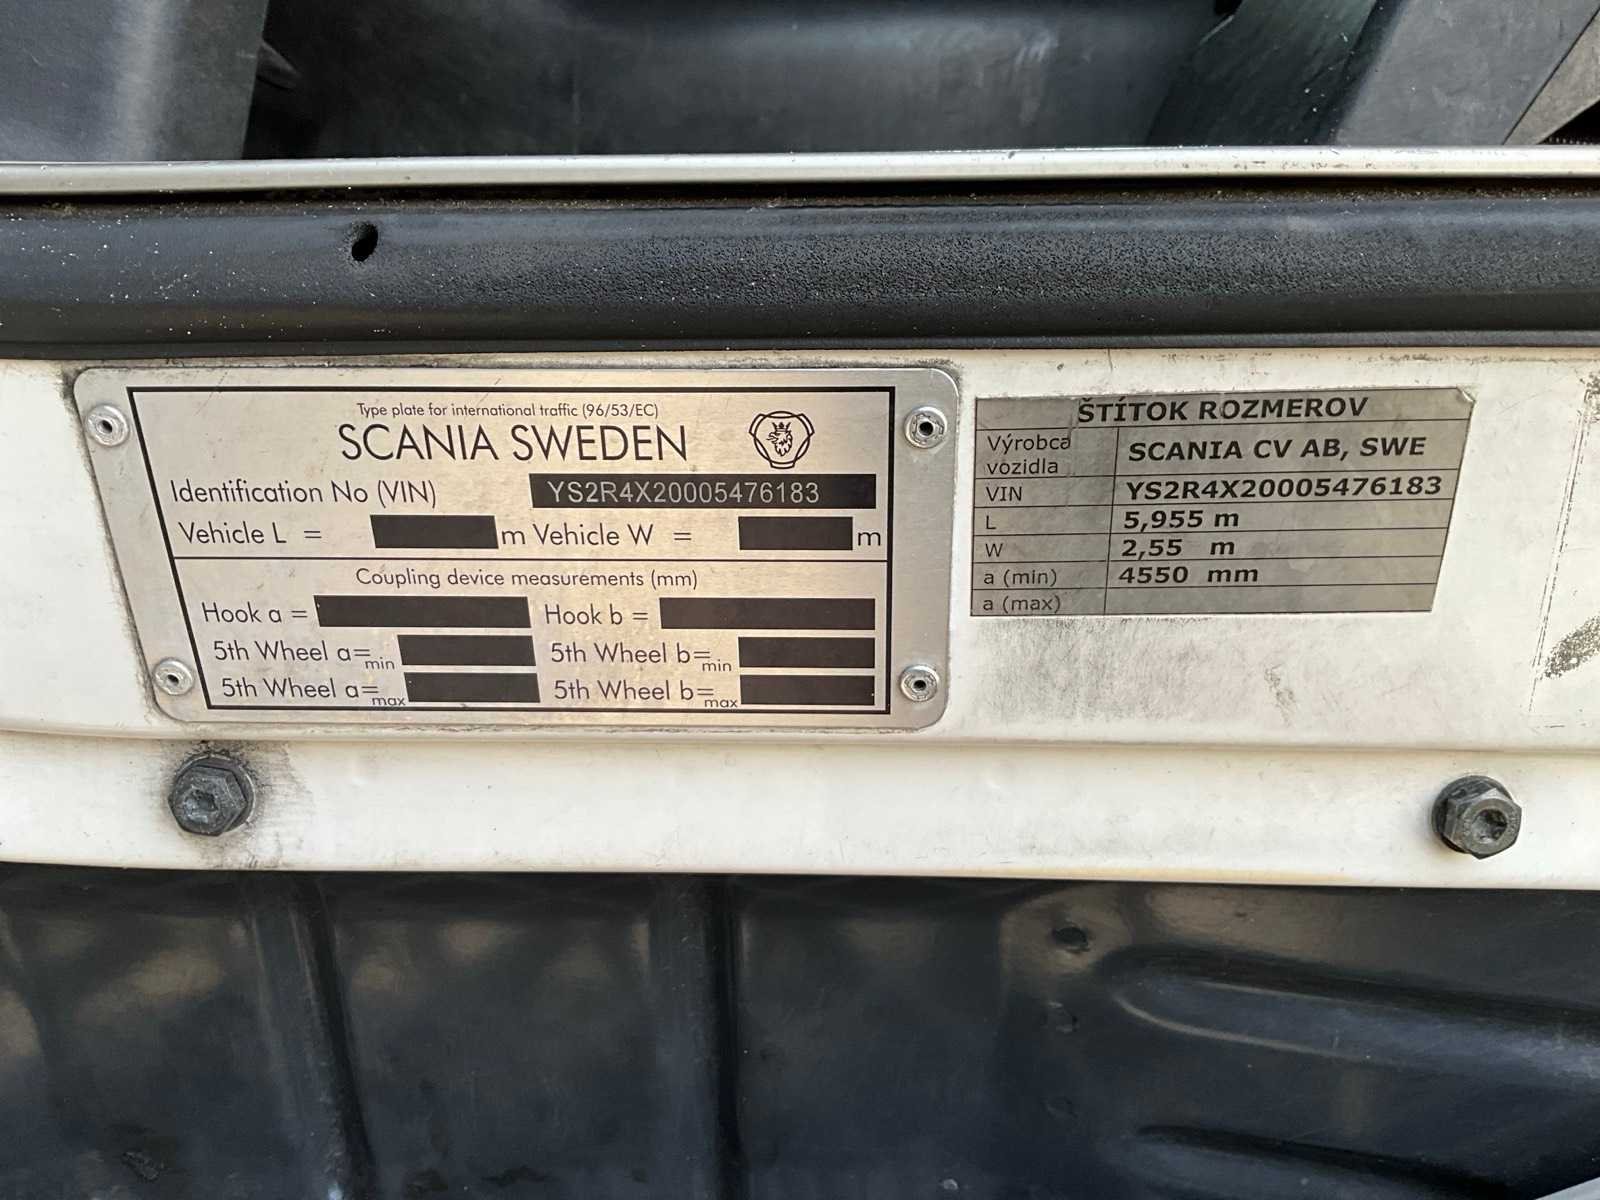 Type plate for international traffic (96/53/EC)
SCANIA SWEDEN
Identification No (VIN) YS2R4X20005476183
Vehicle L = m Vehicle W = m
Coupling device measurements (mm)
Hook a = Hook b =
5th Wheel a= min 5th Wheel b= min
5th Wheel a= max 5th Wheel b= max
ŠTÍTOK ROZMEROV
Výrobca vozidla SCANIA CV AB, SWE
VIN YS2R4X20005476183
L 5,955 m
W 2,55 m
a (min) 4550 mm
a (max)